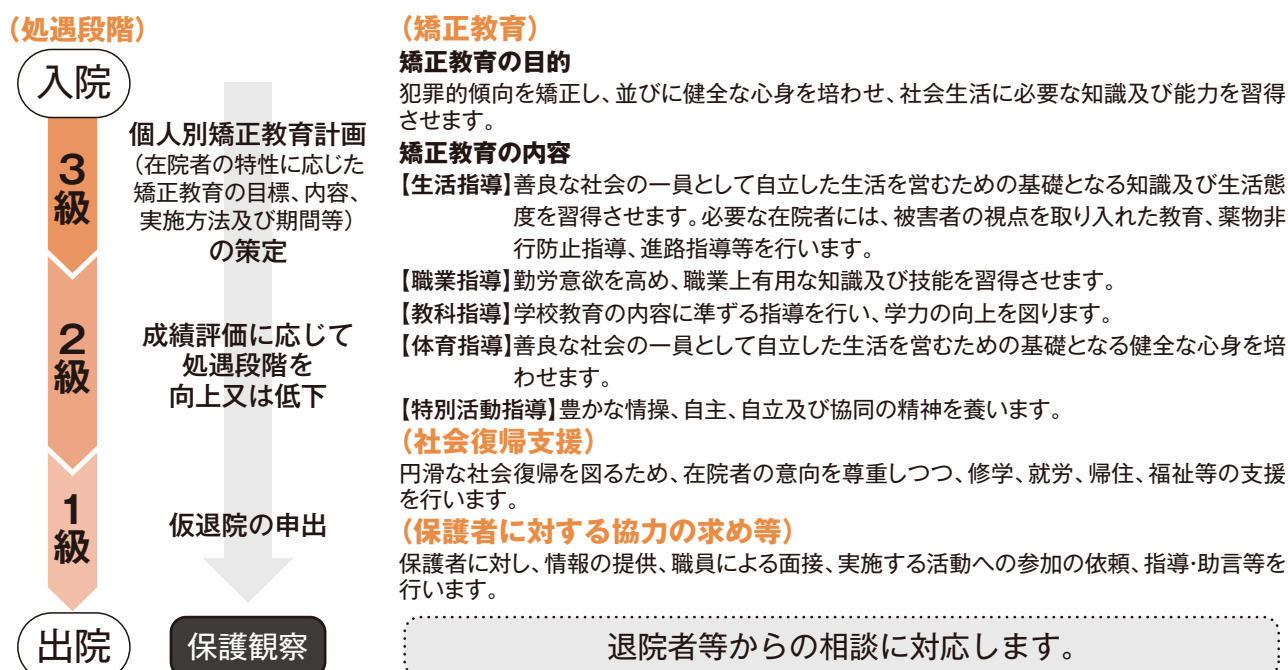 （処遇段階）
入院
3級
2級
1級
出院
個人別矯正教育計画
（在院者の特性に応じた
矯正教育の目標、内容、
実施方法及び期間等）
の策定
成績評価に応じて
処遇段階を
向上又は低下
仮退院の申出
保護観察
（矯正教育）
矯正教育の目的
犯罪的傾向を矯正し、並びに健全な心身を培わせ、社会生活に必要な知識及び能力を習得
させます。
矯正教育の内容
【生活指導】善良な社会の一員として自立した生活を営むための基礎となる知識及び生活態
度を習得させます。必要な在院者には、被害者の視点を取り入れた教育、薬物非
行防止指導、進路指導等を行います。
【職業指導】勤労意欲を高め、職業上有用な知識及び技能を習得させます。
【教科指導】学校教育の内容に準ずる指導を行い、学力の向上を図ります。
【体育指導】善良な社会の一員として自立した生活を営むための基礎となる健全な心身を培
わせます。
【特別活動指導】豊かな情操、自主、自立及び協同の精神を養います。
（社会復帰支援）
円滑な社会復帰を図るため、在院者の意向を尊重しつつ、修学、就労、帰住、福祉等の支援
を行います。
（保護者に対する協力の求め等）
保護者に対し、情報の提供、職員による面接、実施する活動への参加の依頼、指導・助言等を
行います。
退院者等からの相談に対応します。